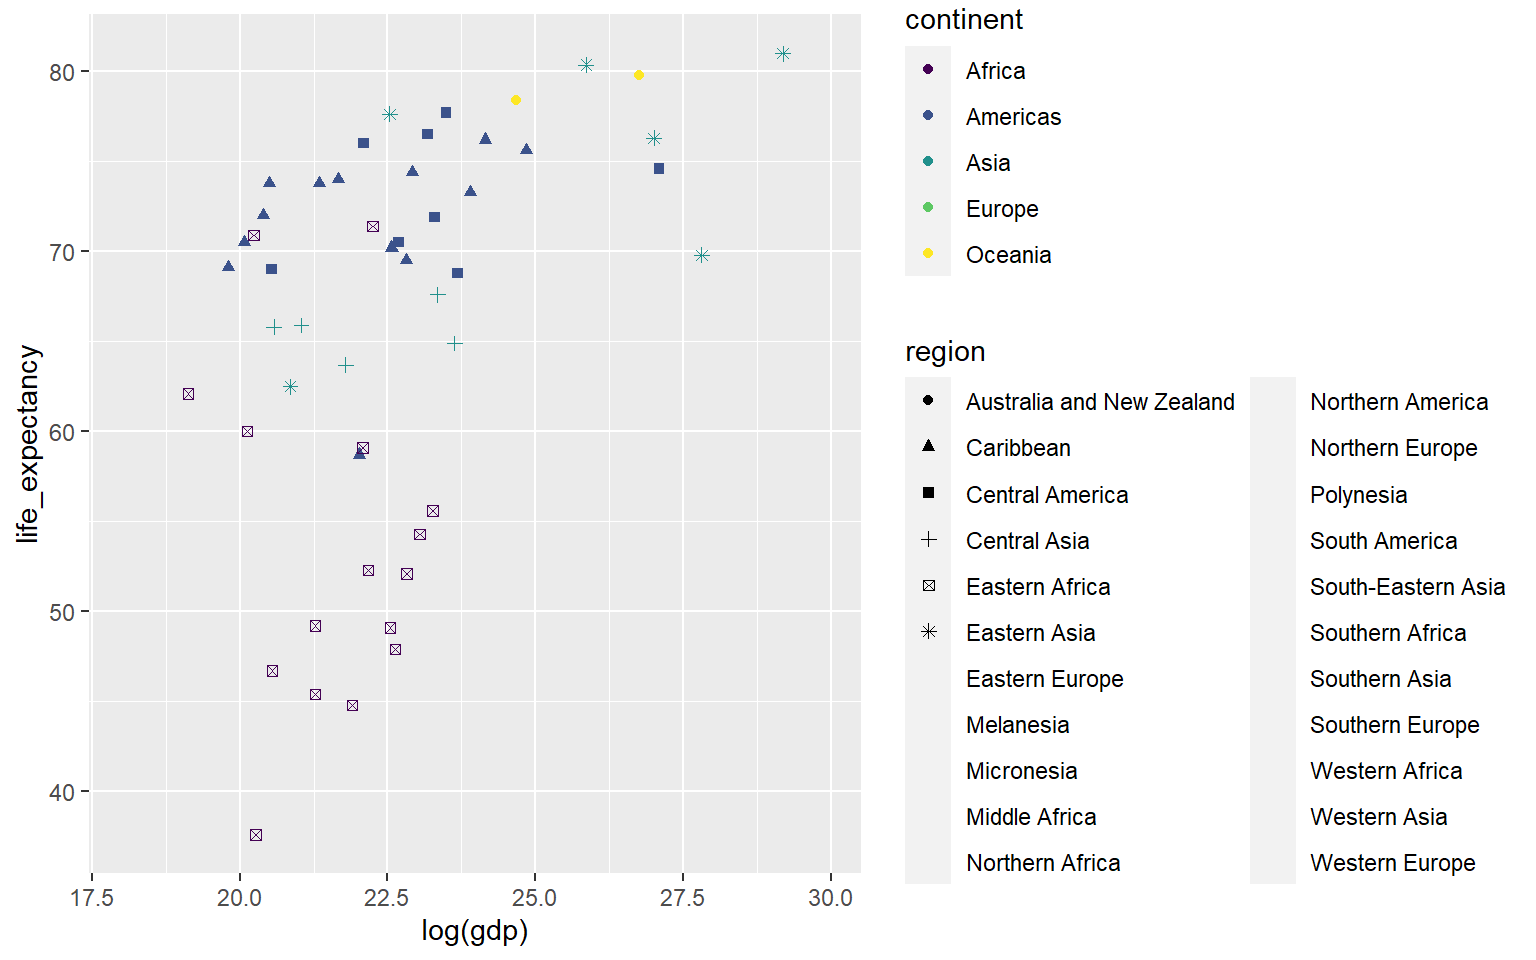 life_expectancy
80
70
60
50
40
17.5
20.0
22.5
25.0
27.5
30.0
log(gdp)
continent
Africa
Americas
Asia
Europe
Oceania
region
Australia and New Zealand
Caribbean
Central America
Central Asia
Eastern Africa
Eastern Asia
Eastern Europe
Melanesia
Micronesia
Middle Africa
Northern Africa
Northern America
Northern Europe
Polynesia
South America
South-Eastern Asia
Southern Africa
Southern Asia
Southern Europe
Western Africa
Western Asia
Western Europe